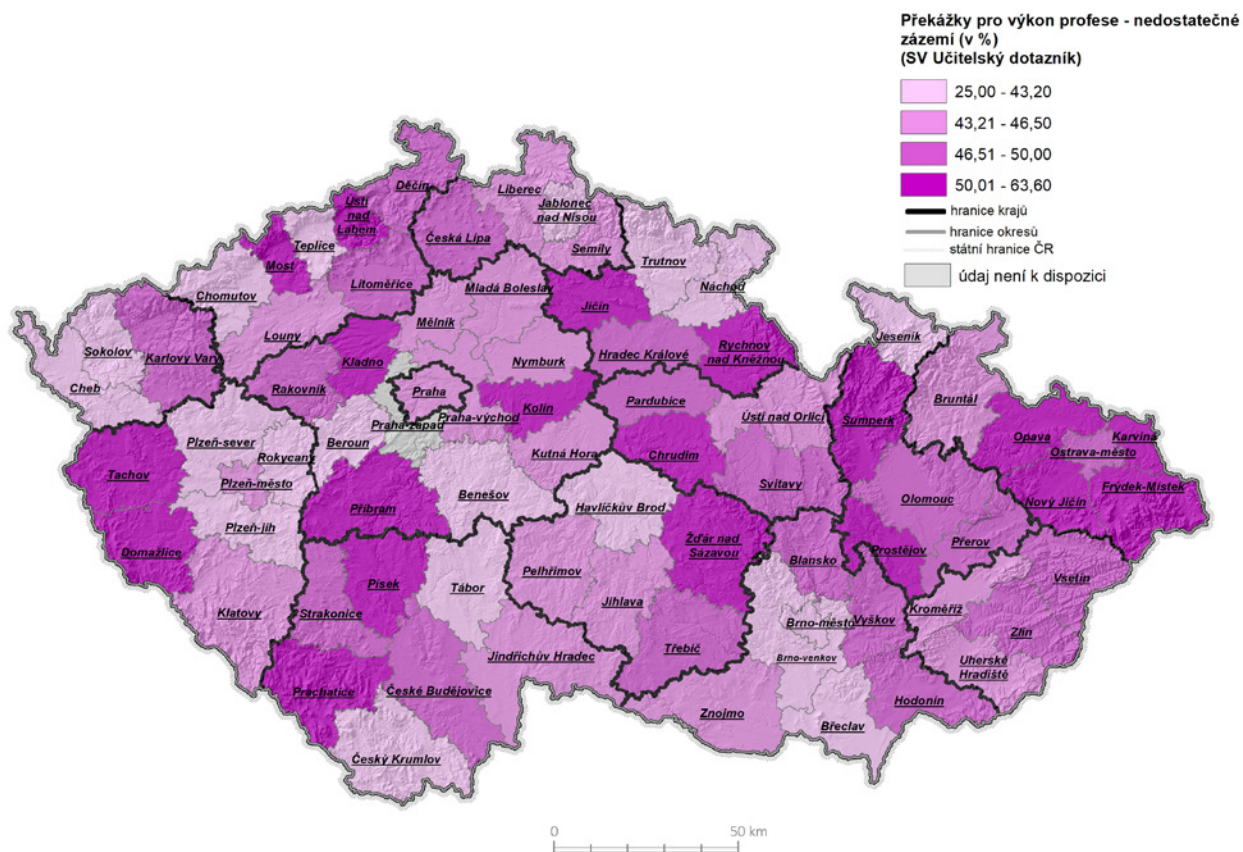 Překážky pro výkon profese - nedostatečné
zázemí (v %)
(SV Učitelský dotazník)
25,00 - 43,20
43,21 - 46,50
46,51 - 50,00
50,01 - 63,60
hranice krajů
hranice okresů
státní hranice ČR
údaj není k dispozici
Děčín
Liberec
Ústí
nad
Labem
Jablonec
nad Nisou
Teplice
Česká Lípa
Semily
Trutnov
Most
Litoměřice
Náchod
Chomutov
Mladá Boleslav
Jičín
Louny
Mělník
Jeseník
Sokolov
Karlovy Vary
Kladno
Nymburk
Hradec Králové
Rychnov
nad Kněžnou
Cheb
Rakovník
Praha
Kolín
Pardubice
Bruntál
Praha-východ
Praha-západ
Ústí nad Orlicí
Šumperk
Plzeň-sever
Beroun
Opava
Karviná
Rokycany
Kutná Hora
Chrudim
Ostrava-město
Tachov
Plzeň-město
Svitavy
Frýdek-Místek
Příbram
Benešov
Olomouc
Nový Jičín
Havlíčkův Brod
Plzeň-jih
Žďár nad
Sázavou
Domažlice
Prostějov
Přerov
Písek
Blansko
Pelhřimov
Vsetín
Tábor
Klatovy
Jihlava
Strakonice
Kroměříž
Brno-město
Vyškov
Zlín
Třebíč
Jindřichův Hradec
Brno-venkov
Uherské
Hradiště
Prachatice
České Budějovice
Hodonín
Znojmo
Břeclav
Český Krumlov
0 50 km